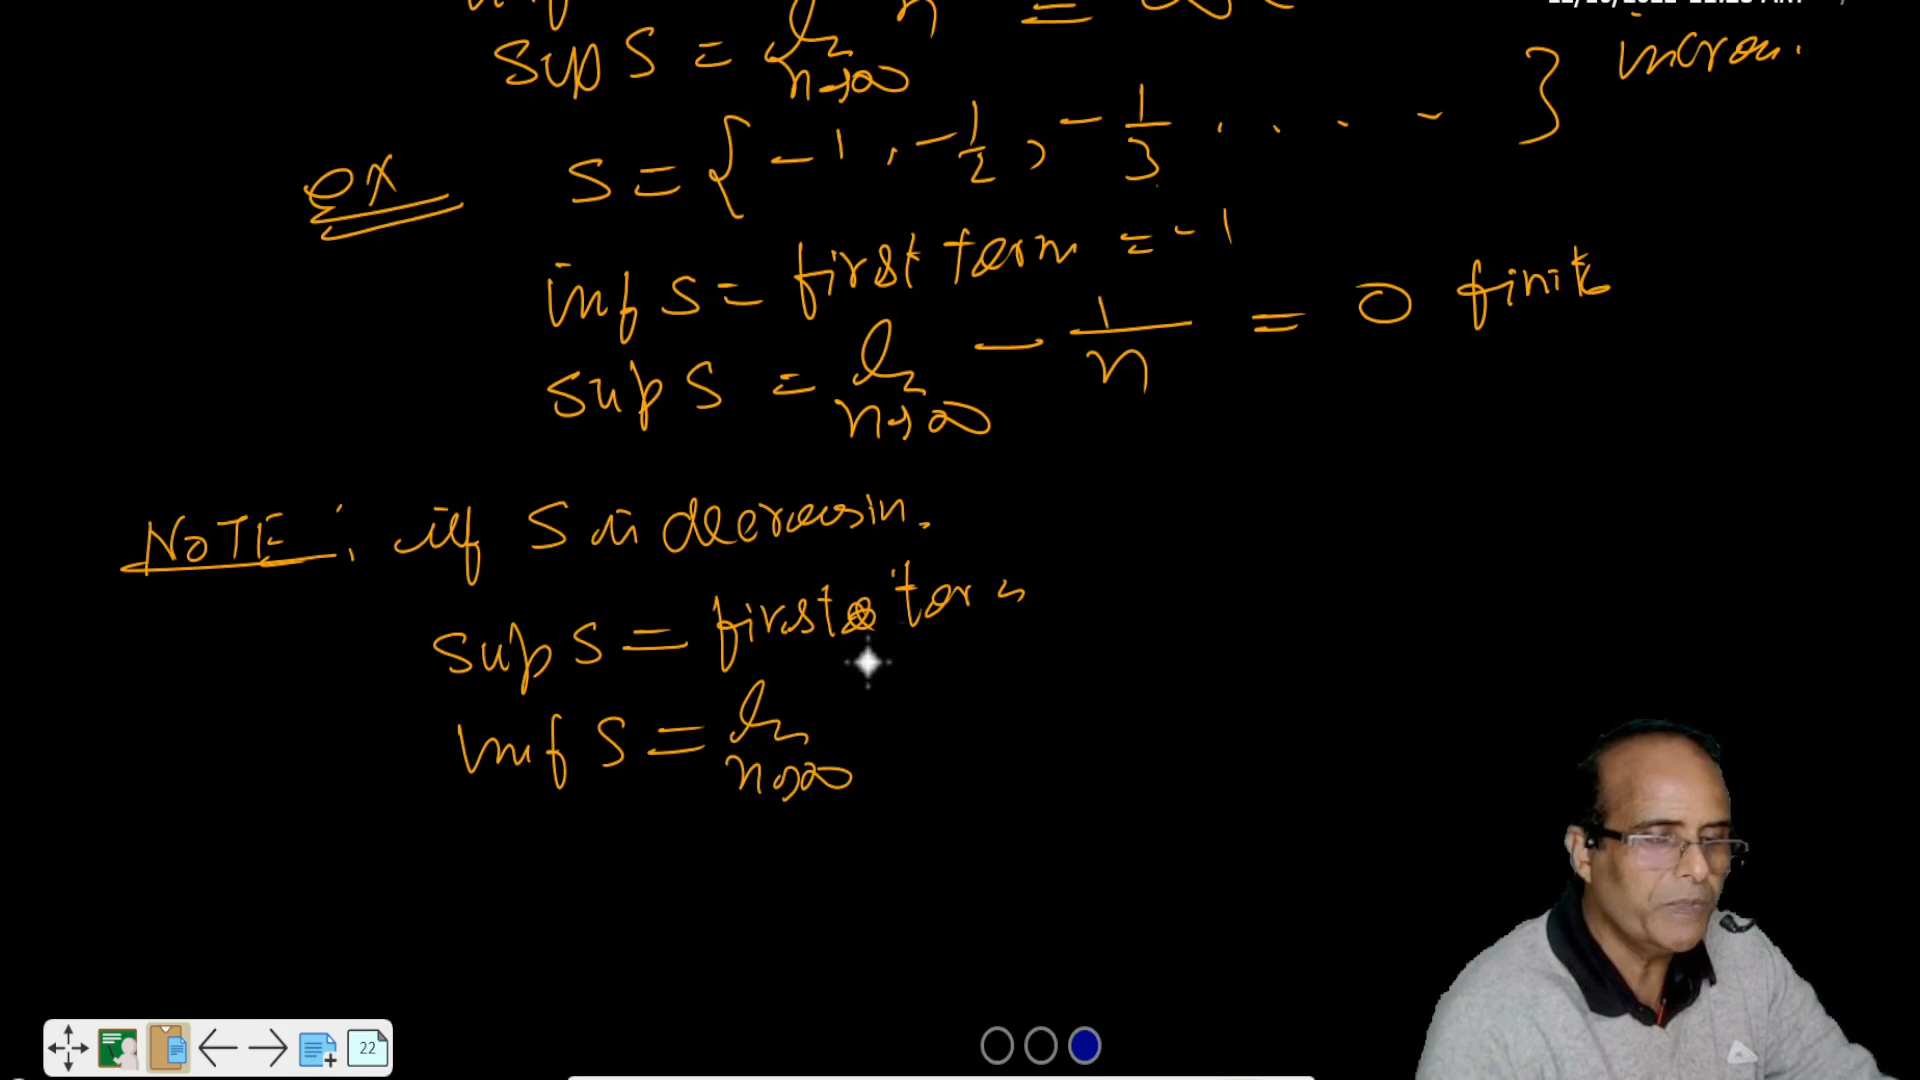 sup S = lim n→∞ n = ∞
increa.
ex S = { -1, -1/2, -1/3 . . . . - }
inf S = first term = -1
sup S = lim n→∞ - 1/n = 0 finite
NOTE: if S is decreasin.
sup S = first term
inf S = lim n→∞
22